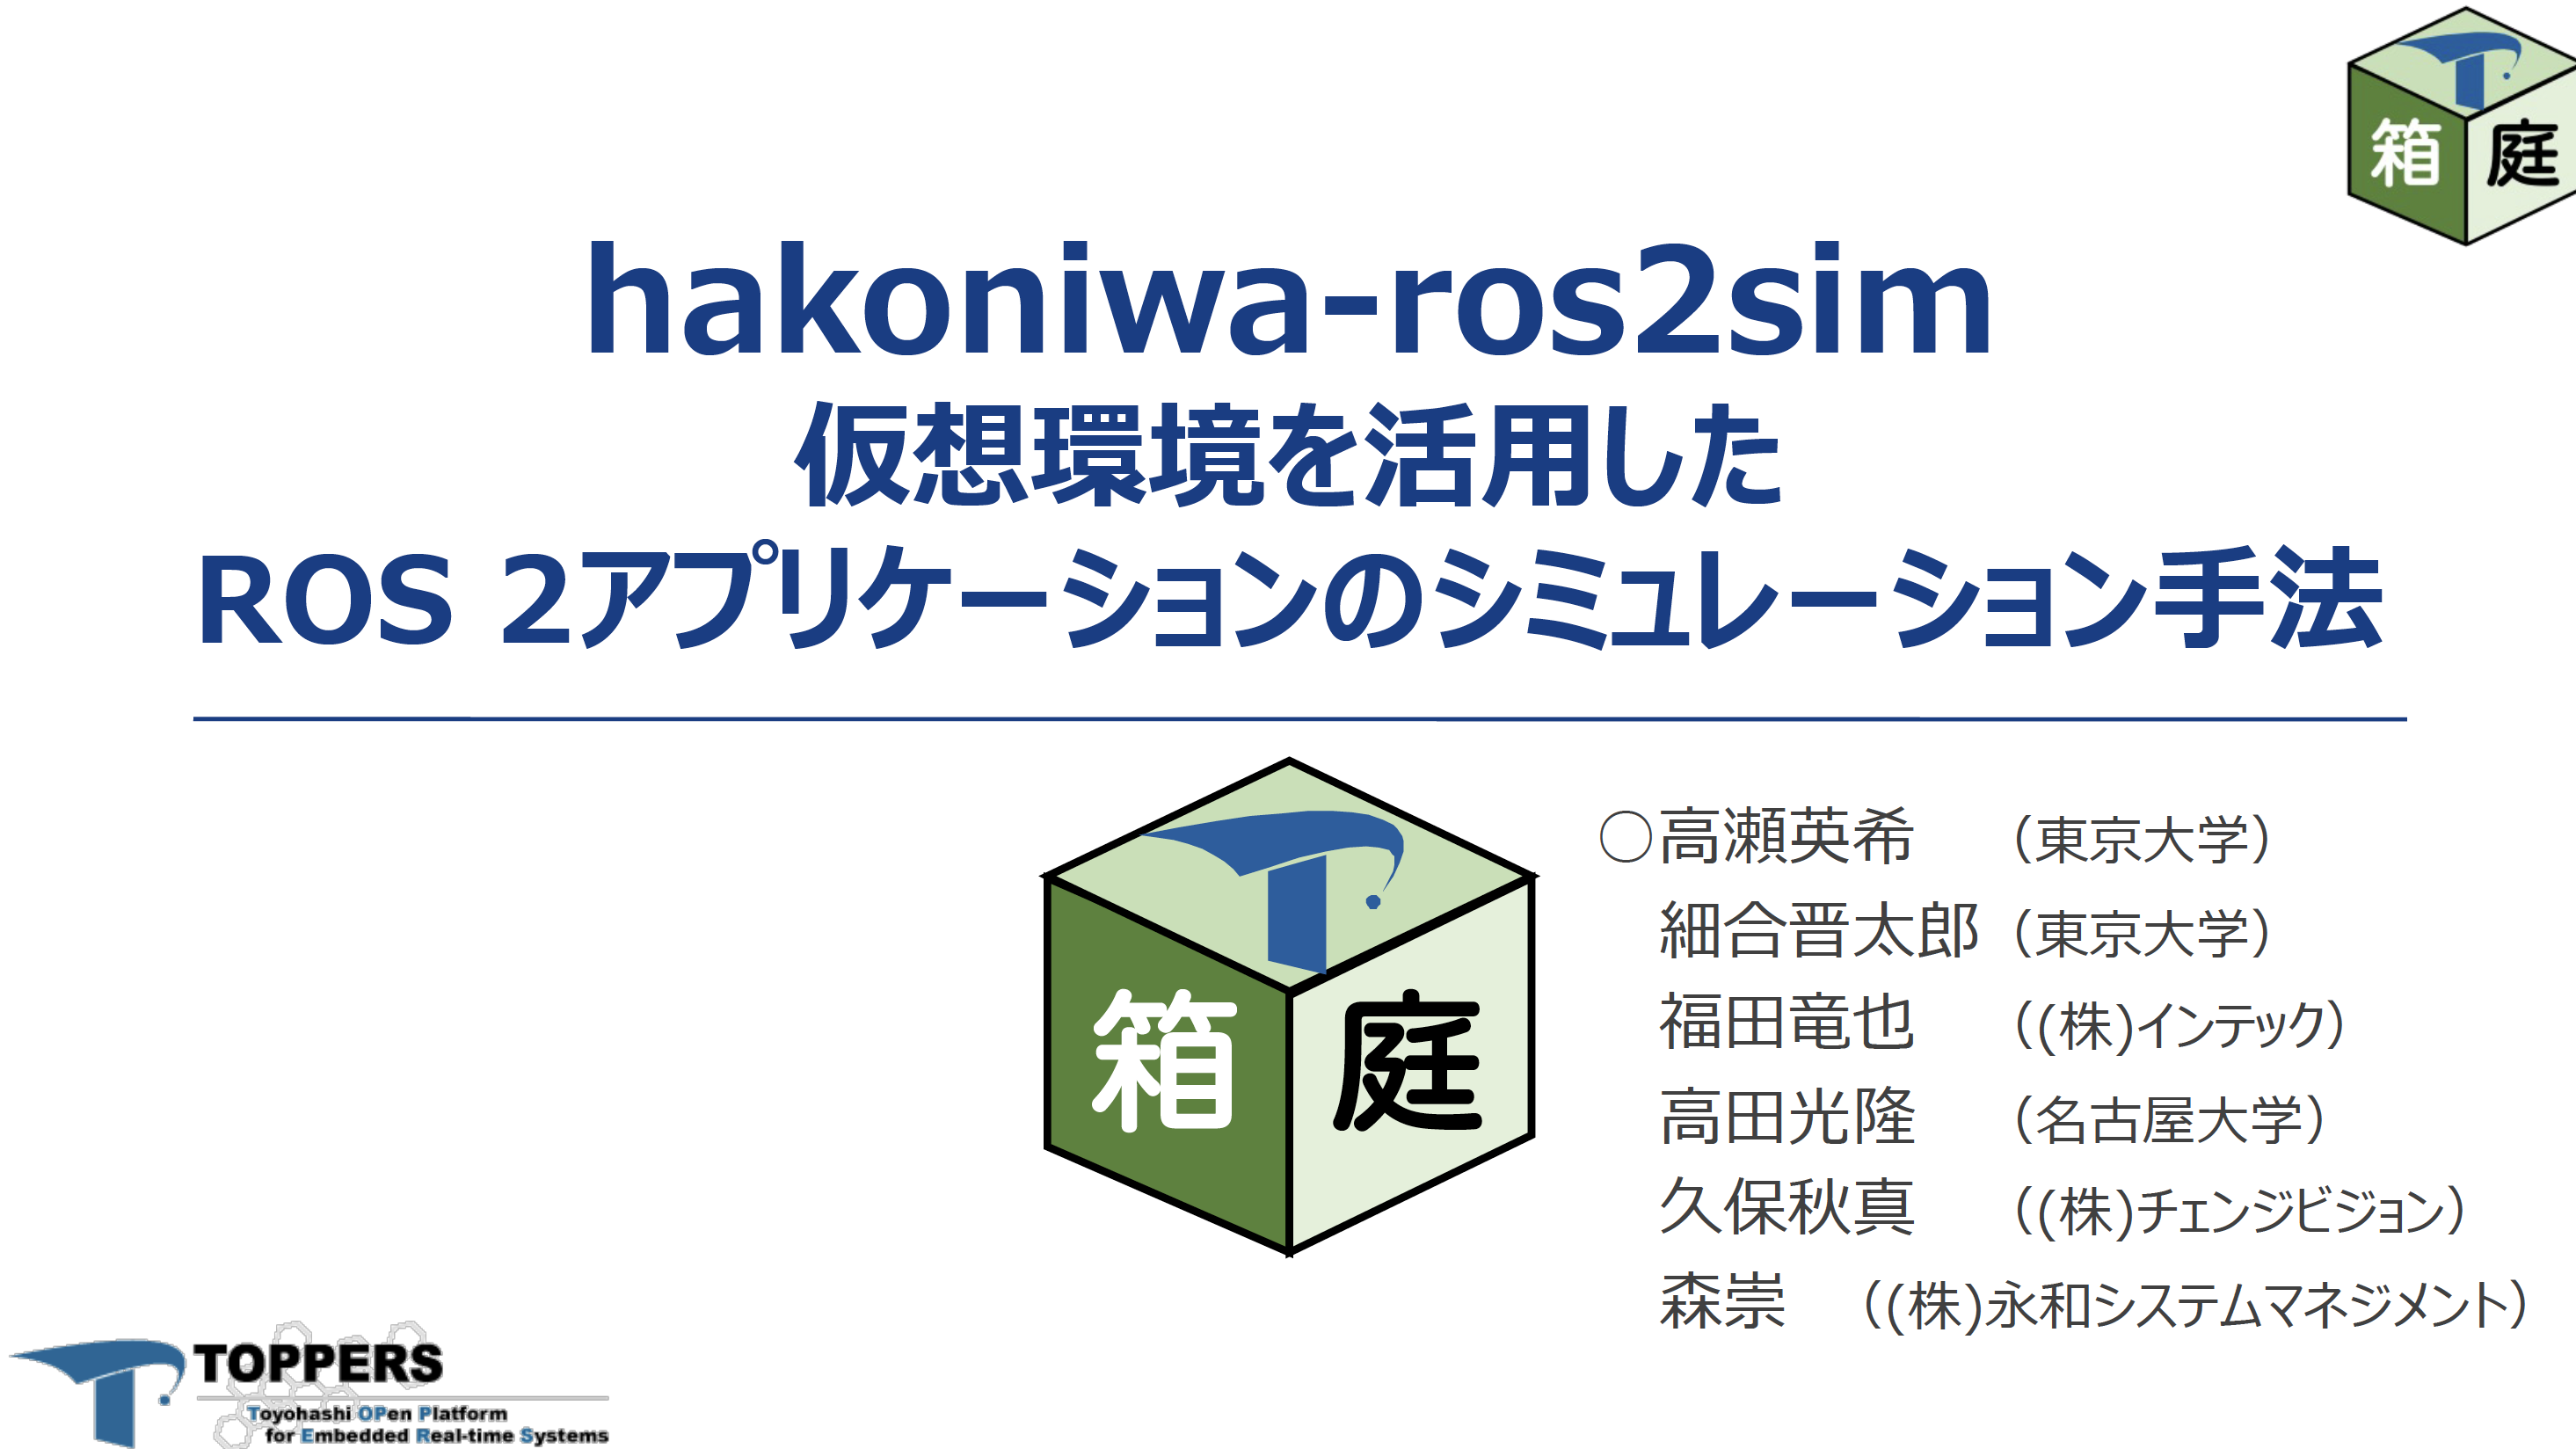 箱庭
hakoniwa-ros2sim
仮想環境を活用した
ROS 2アプリケーションのシミュレーション手法
箱庭
○高瀬英希 （東京大学）
細合晋太郎 （東京大学）
福田竜也 （(株)インテック）
高田光隆 （名古屋大学）
久保秋真 （(株)チェンジビジョン）
森崇 （(株)永和システムマネジメント）
TOPPERS
Toyohashi OPen Platform
for Embedded Real-time Systems